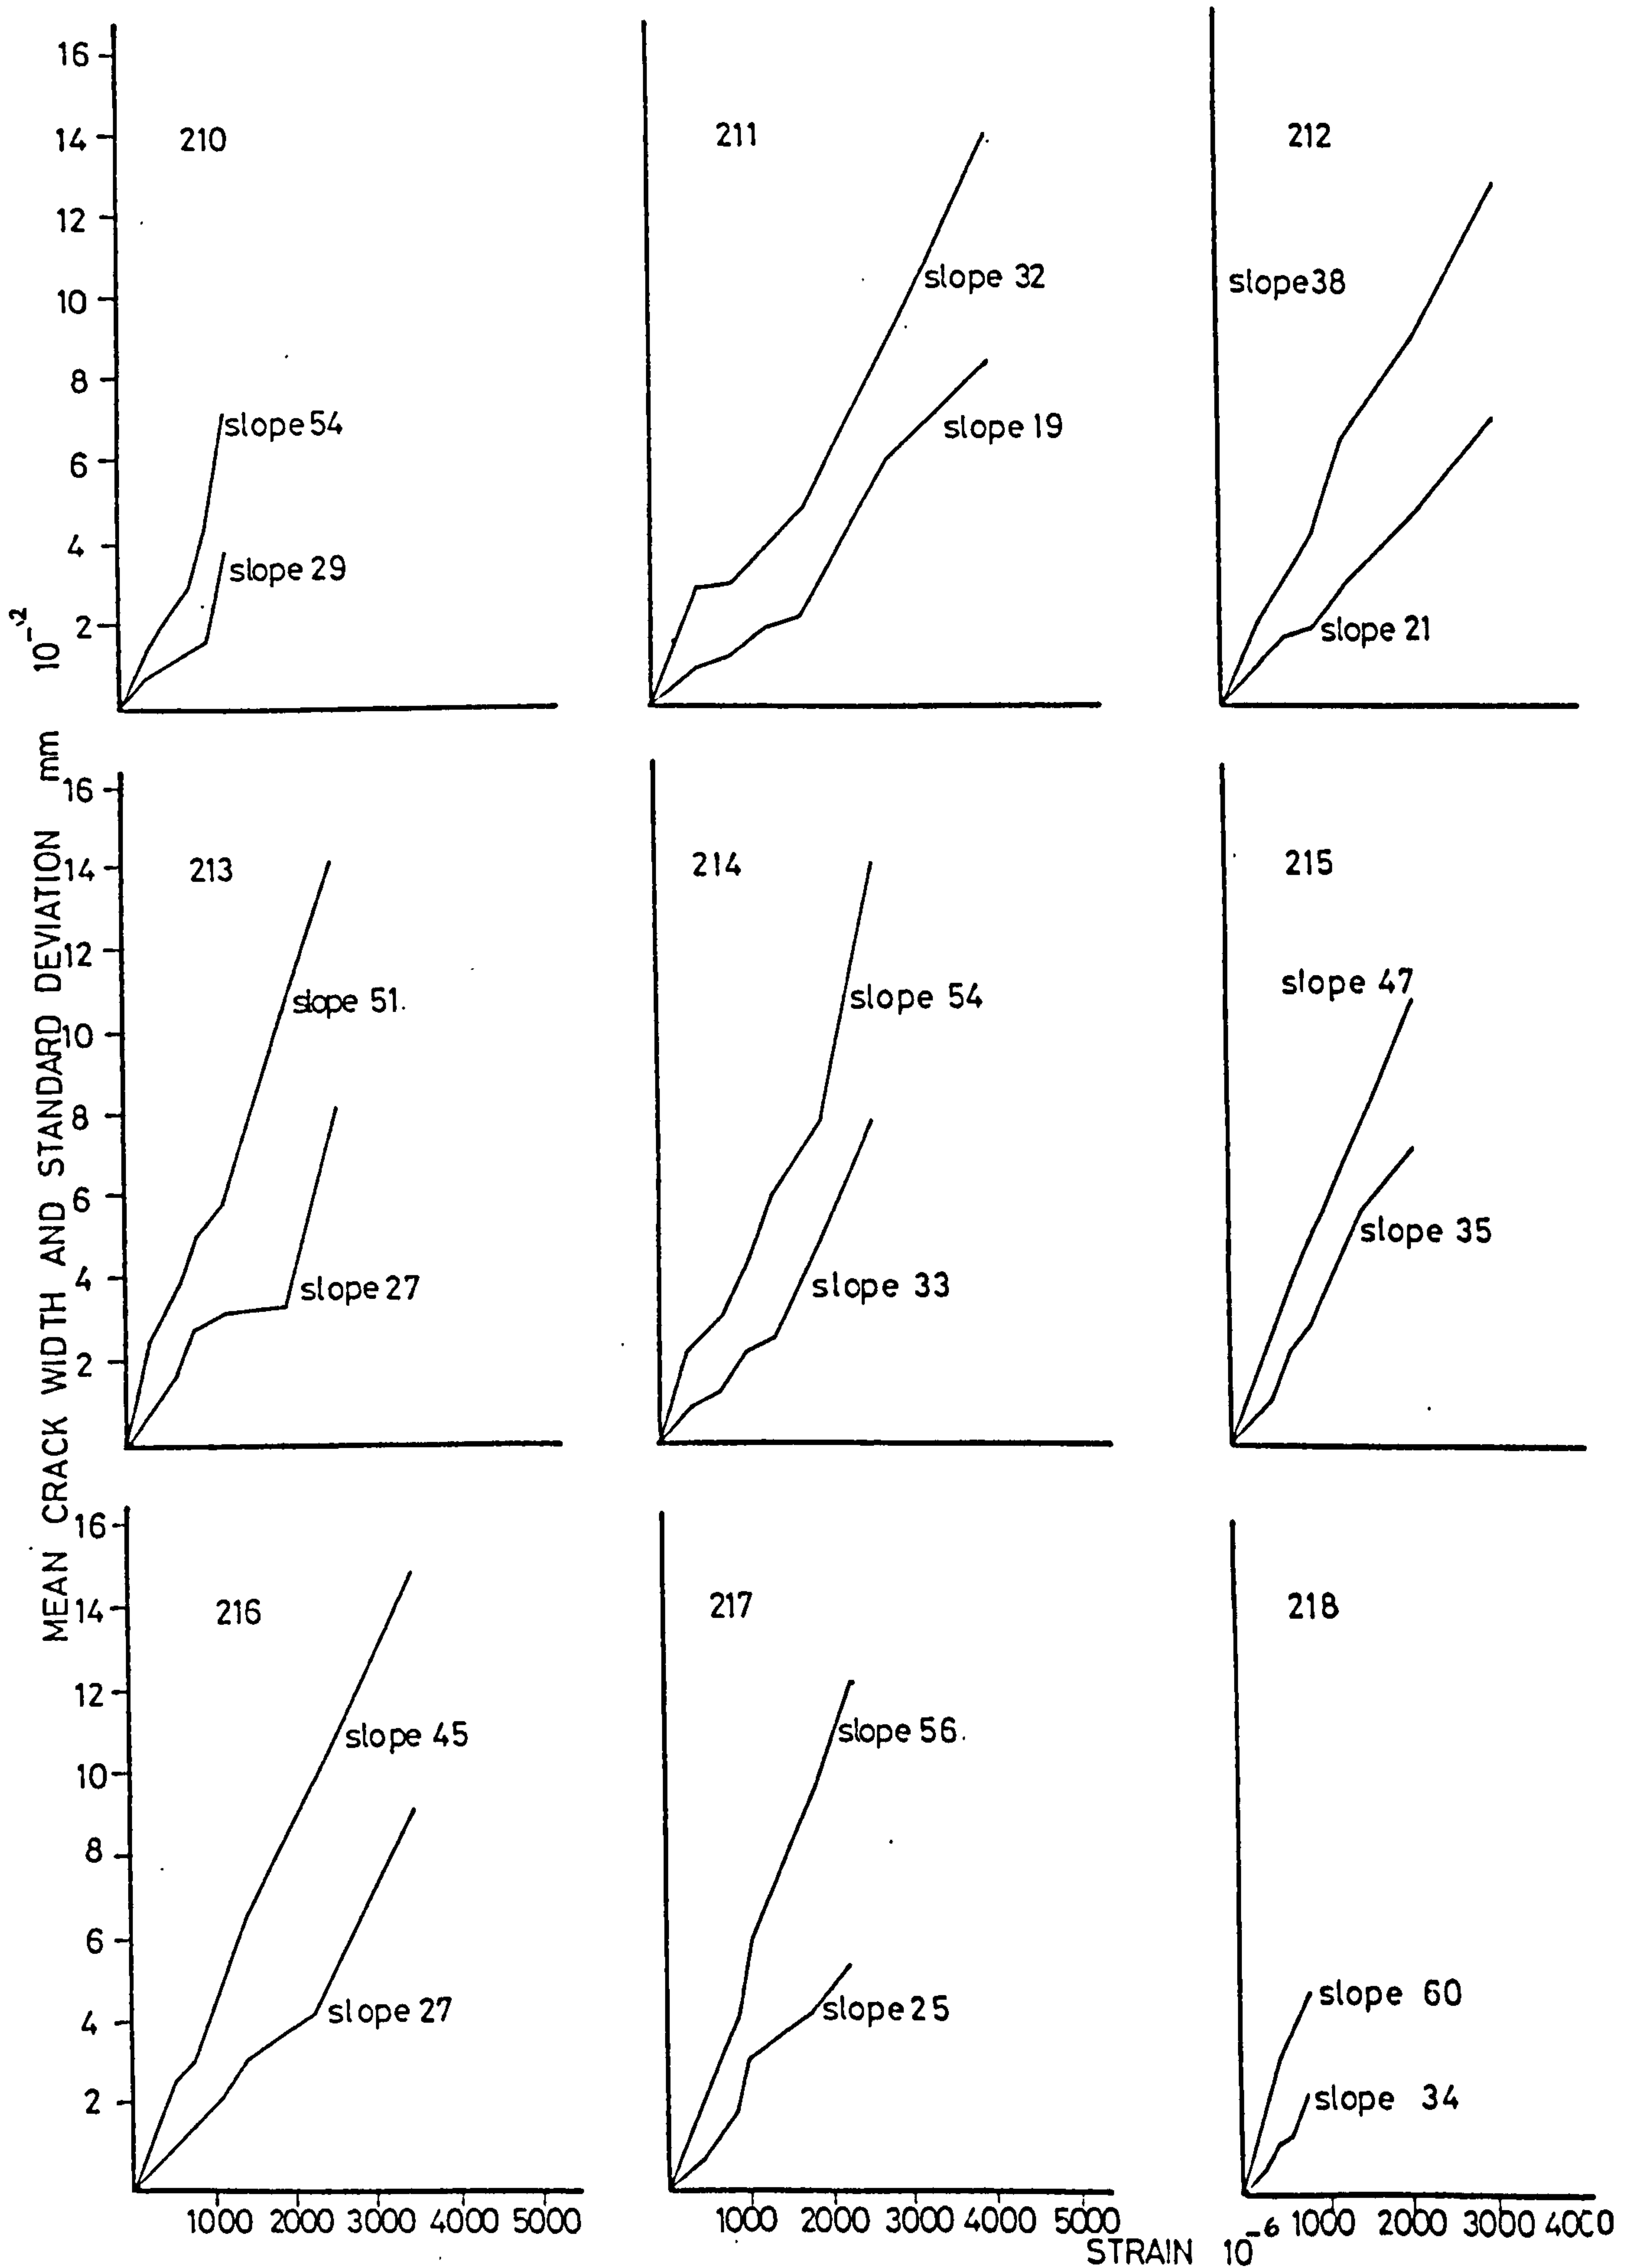 16
14
12
10
8
6
4
2
210
slope 54
slope 29
211
slope 32
slope 19
212
slope38
slope 21
MEAN CRACK WIDTH AND STANDARD DEVIATION mm 10⁻²
16
14
12
10
8
6
4
2
213
slope 51.
slope 27
214
slope 54
slope 33
215
slope 47
slope 35
16
14
12
10
8
6
4
2
216
slope 45
slope 27
217
slope 56.
slope 25
218
slope 60
slope 34
1000 2000 3000 4000 5000
1000 2000 3000 4000 5000
1000 2000 3000 4000
STRAIN 10⁻⁶